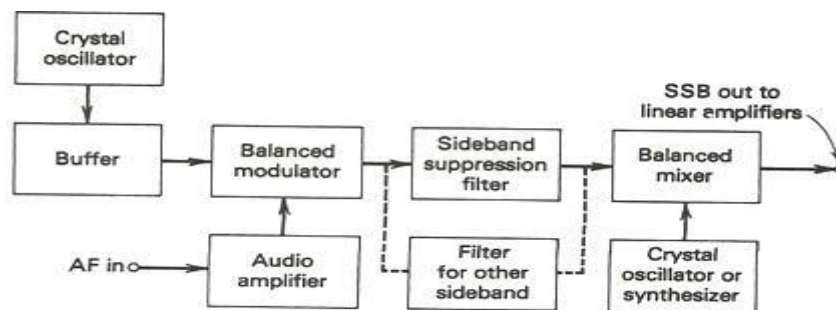 Crystal
oscillator
Buffer
Balanced
modulator
Sideband
suppression
filter
Balanced
mixer
SSB out to
linear amplifiers
AF in
Audio
amplifier
Filter
for other
sideband
Crystal
oscillator or
synthesizer